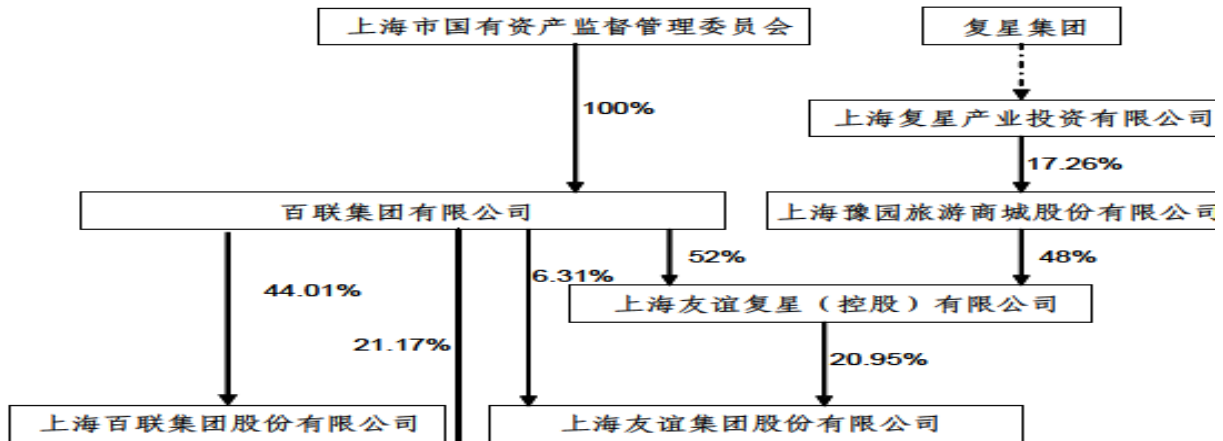 上海市国有资产监督管理委员会
复星集团
100%
上海复星产业投资有限公司
17.26%
百联集团有限公司
上海豫园旅游商城股份有限公司
52%
48%
6.31%
44.01%
上海友谊复星（控股）有限公司
21.17%
20.95%
上海百联集团股份有限公司
上海友谊集团股份有限公司